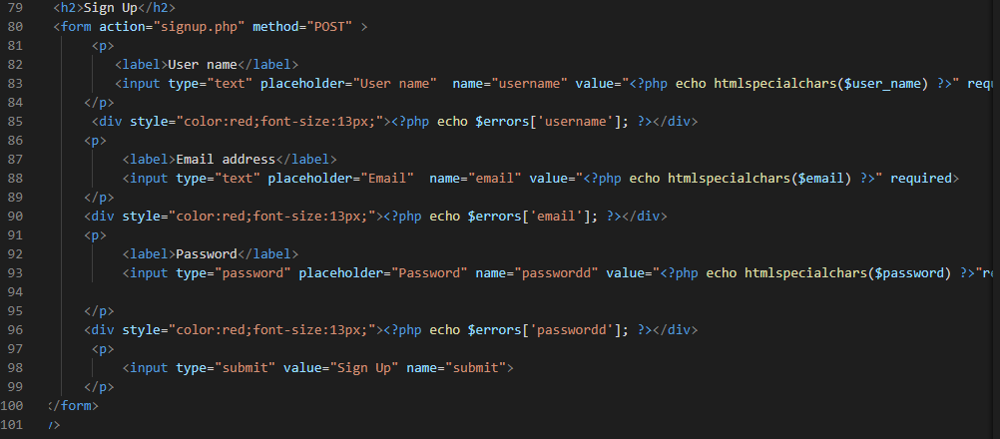 79 <h2>Sign Up</h2>
80 <form action="signup.php" method="POST" >
81 <p>
82 <label>User name</label>
83 <input type="text" placeholder="User name"  name="username" value="<?php echo htmlspecialchars($user_name) ?>" requ
84 </p>
85 <div style="color:red;font-size:13px;"><?php echo $errors['username']; ?></div>
86 <p>
87 <label>Email address</label>
88 <input type="text" placeholder="Email"  name="email" value="<?php echo htmlspecialchars($email) ?>" required>
89 </p>
90 <div style="color:red;font-size:13px;"><?php echo $errors['email']; ?></div>
91 <p>
92 <label>Password</label>
93 <input type="password" placeholder="Password" name="passwordd" value="<?php echo htmlspecialchars($password) ?>"re
94
95 </p>
96 <div style="color:red;font-size:13px;"><?php echo $errors['passwordd']; ?></div>
97 <p>
98 <input type="submit" value="Sign Up" name="submit">
99 </p>
100 </form>
101 />